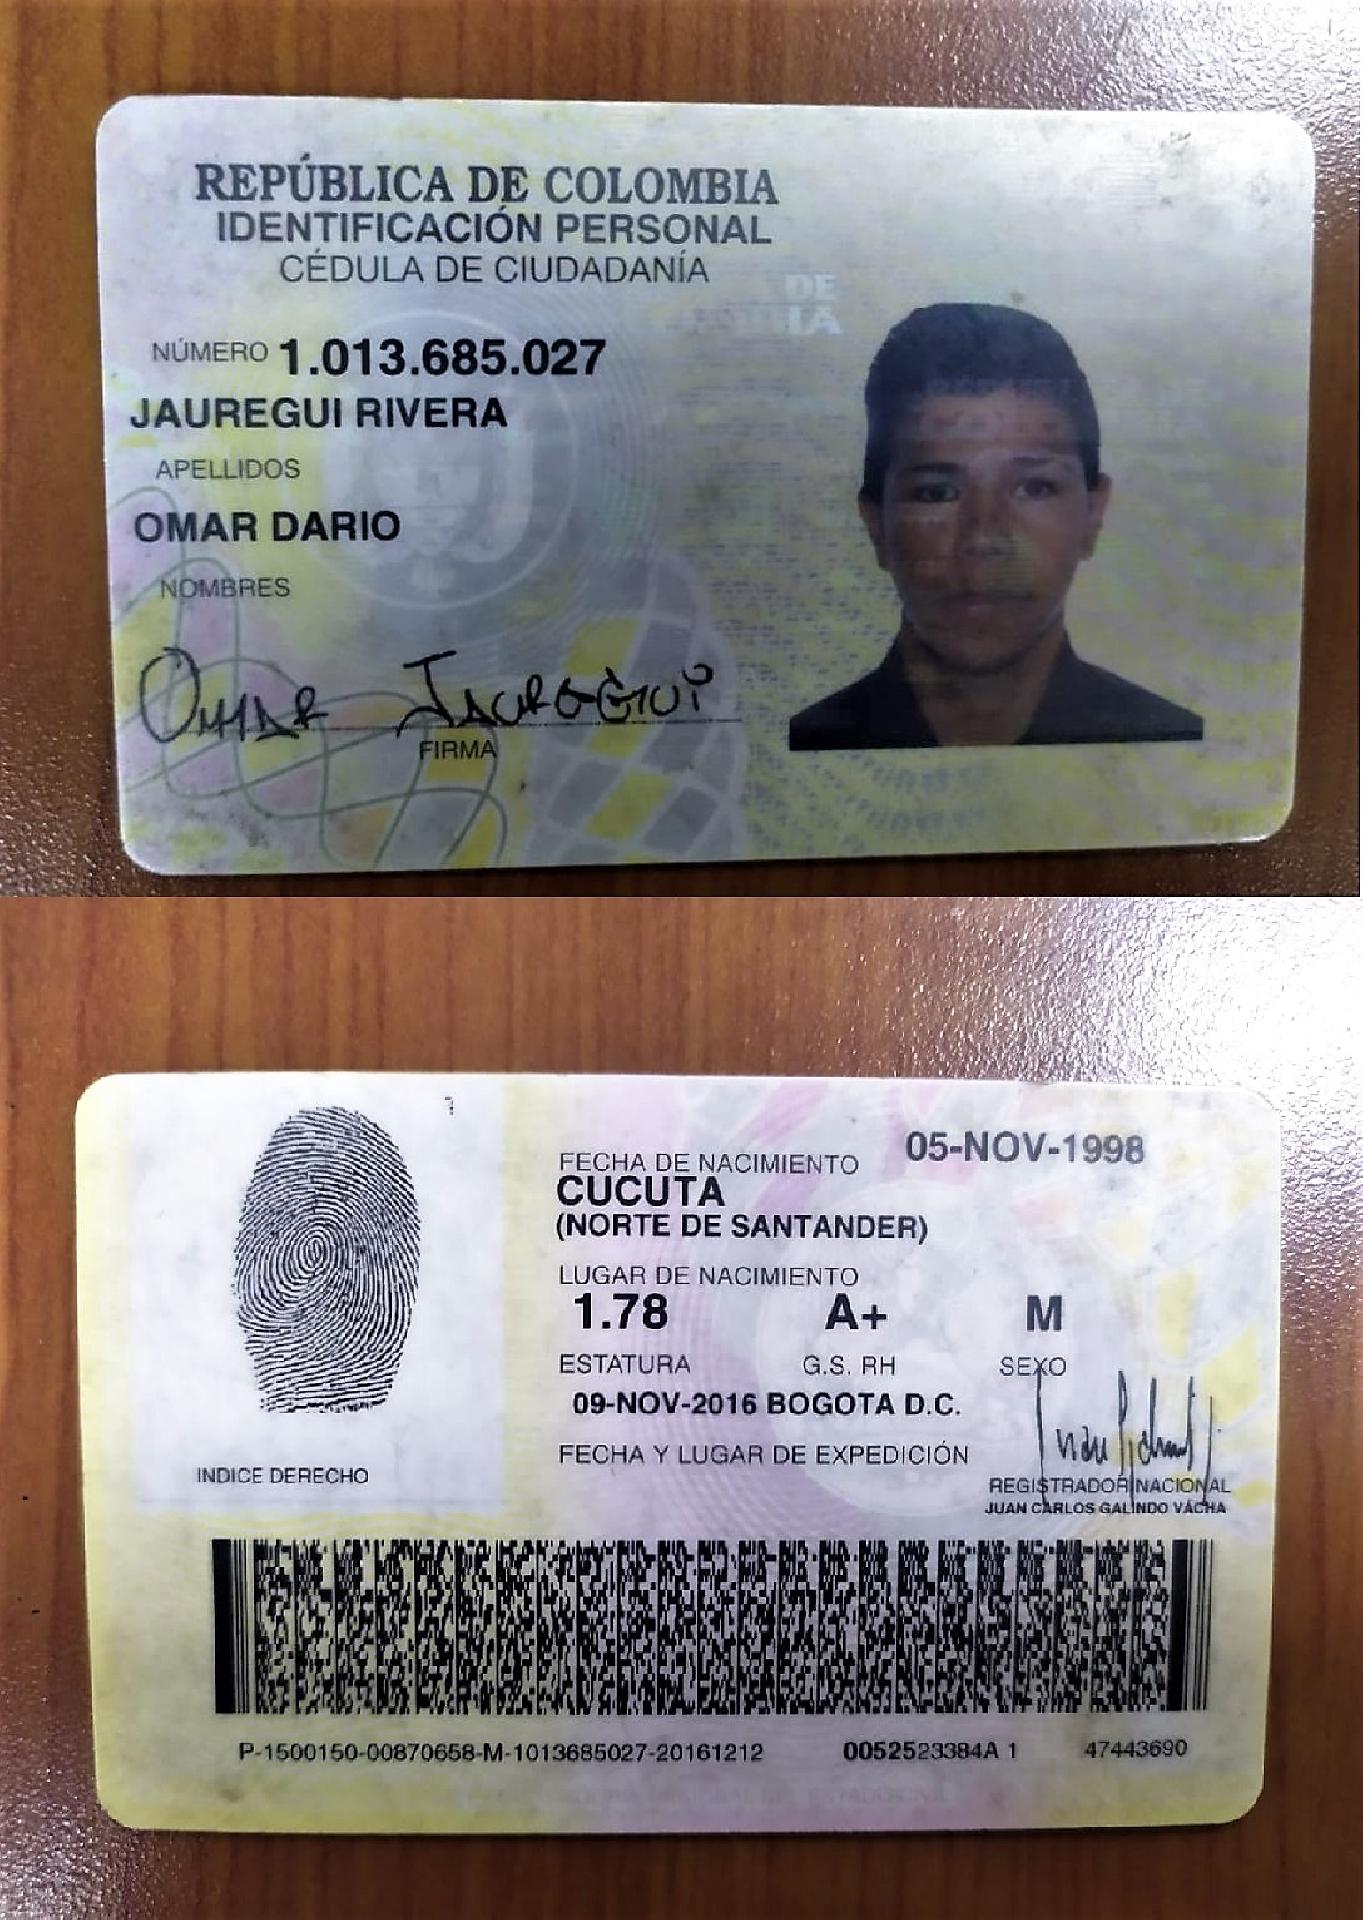 REPÚBLICA DE COLOMBIA
IDENTIFICACIÓN PERSONAL
CÉDULA DE CIUDADANÍA
NÚMERO 1.013.685.027
JAUREGUI RIVERA
APELLIDOS
OMAR DARIO
NOMBRES
OMAR JAUREGUI
FIRMA
05-NOV-1998
FECHA DE NACIMIENTO
CUCUTA
(NORTE DE SANTANDER)
LUGAR DE NACIMIENTO
1.78 A+ M
ESTATURA G.S. RH SEXO
09-NOV-2016 BOGOTA D.C.
FECHA Y LUGAR DE EXPEDICIÓN
INDICE DERECHO
REGISTRADOR NACIONAL
JUAN CARLOS GALINDO VÁCHA
P-1500150-00870658-M-1013685027-20161212 0052523384A 1 47443690